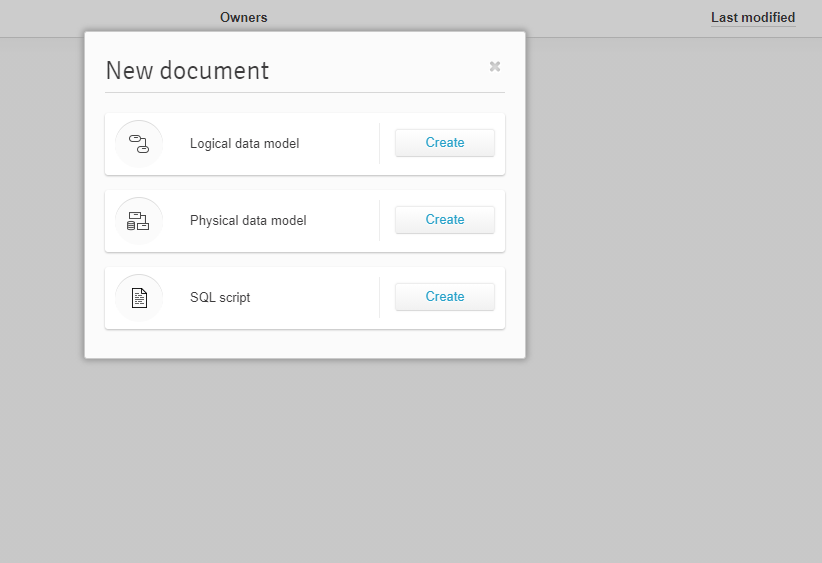 Owners
Last modified
New document
Logical data model
Create
Physical data model
Create
SQL script
Create